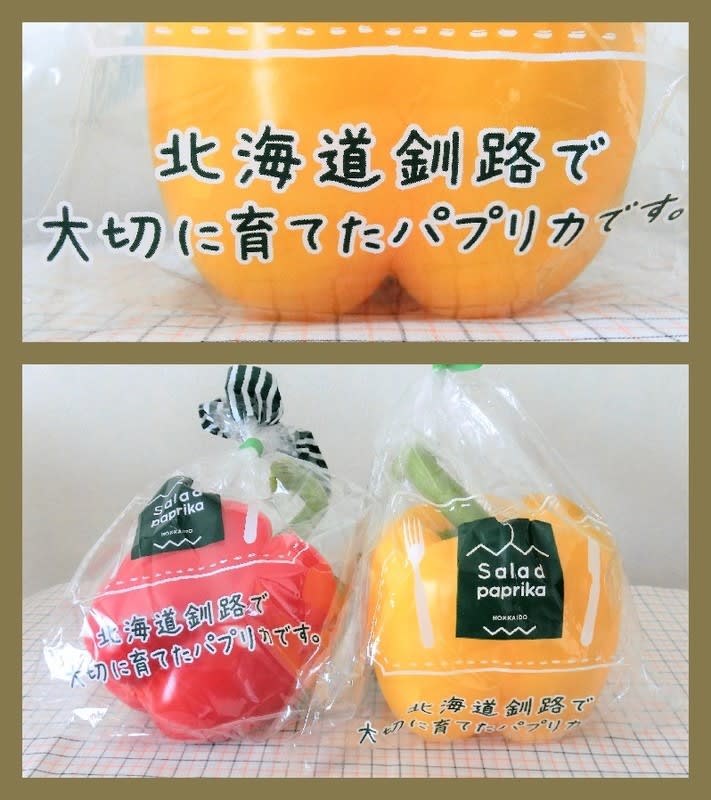 北海道釧路で
大切に育てたパプリカです。
Salad
paprika
HOKKAIDO
北海道釧路で
大切に育てたパプリカです。
Salad
paprika
HOKKAIDO
北海道釧路で
大切に育てたパプリカ